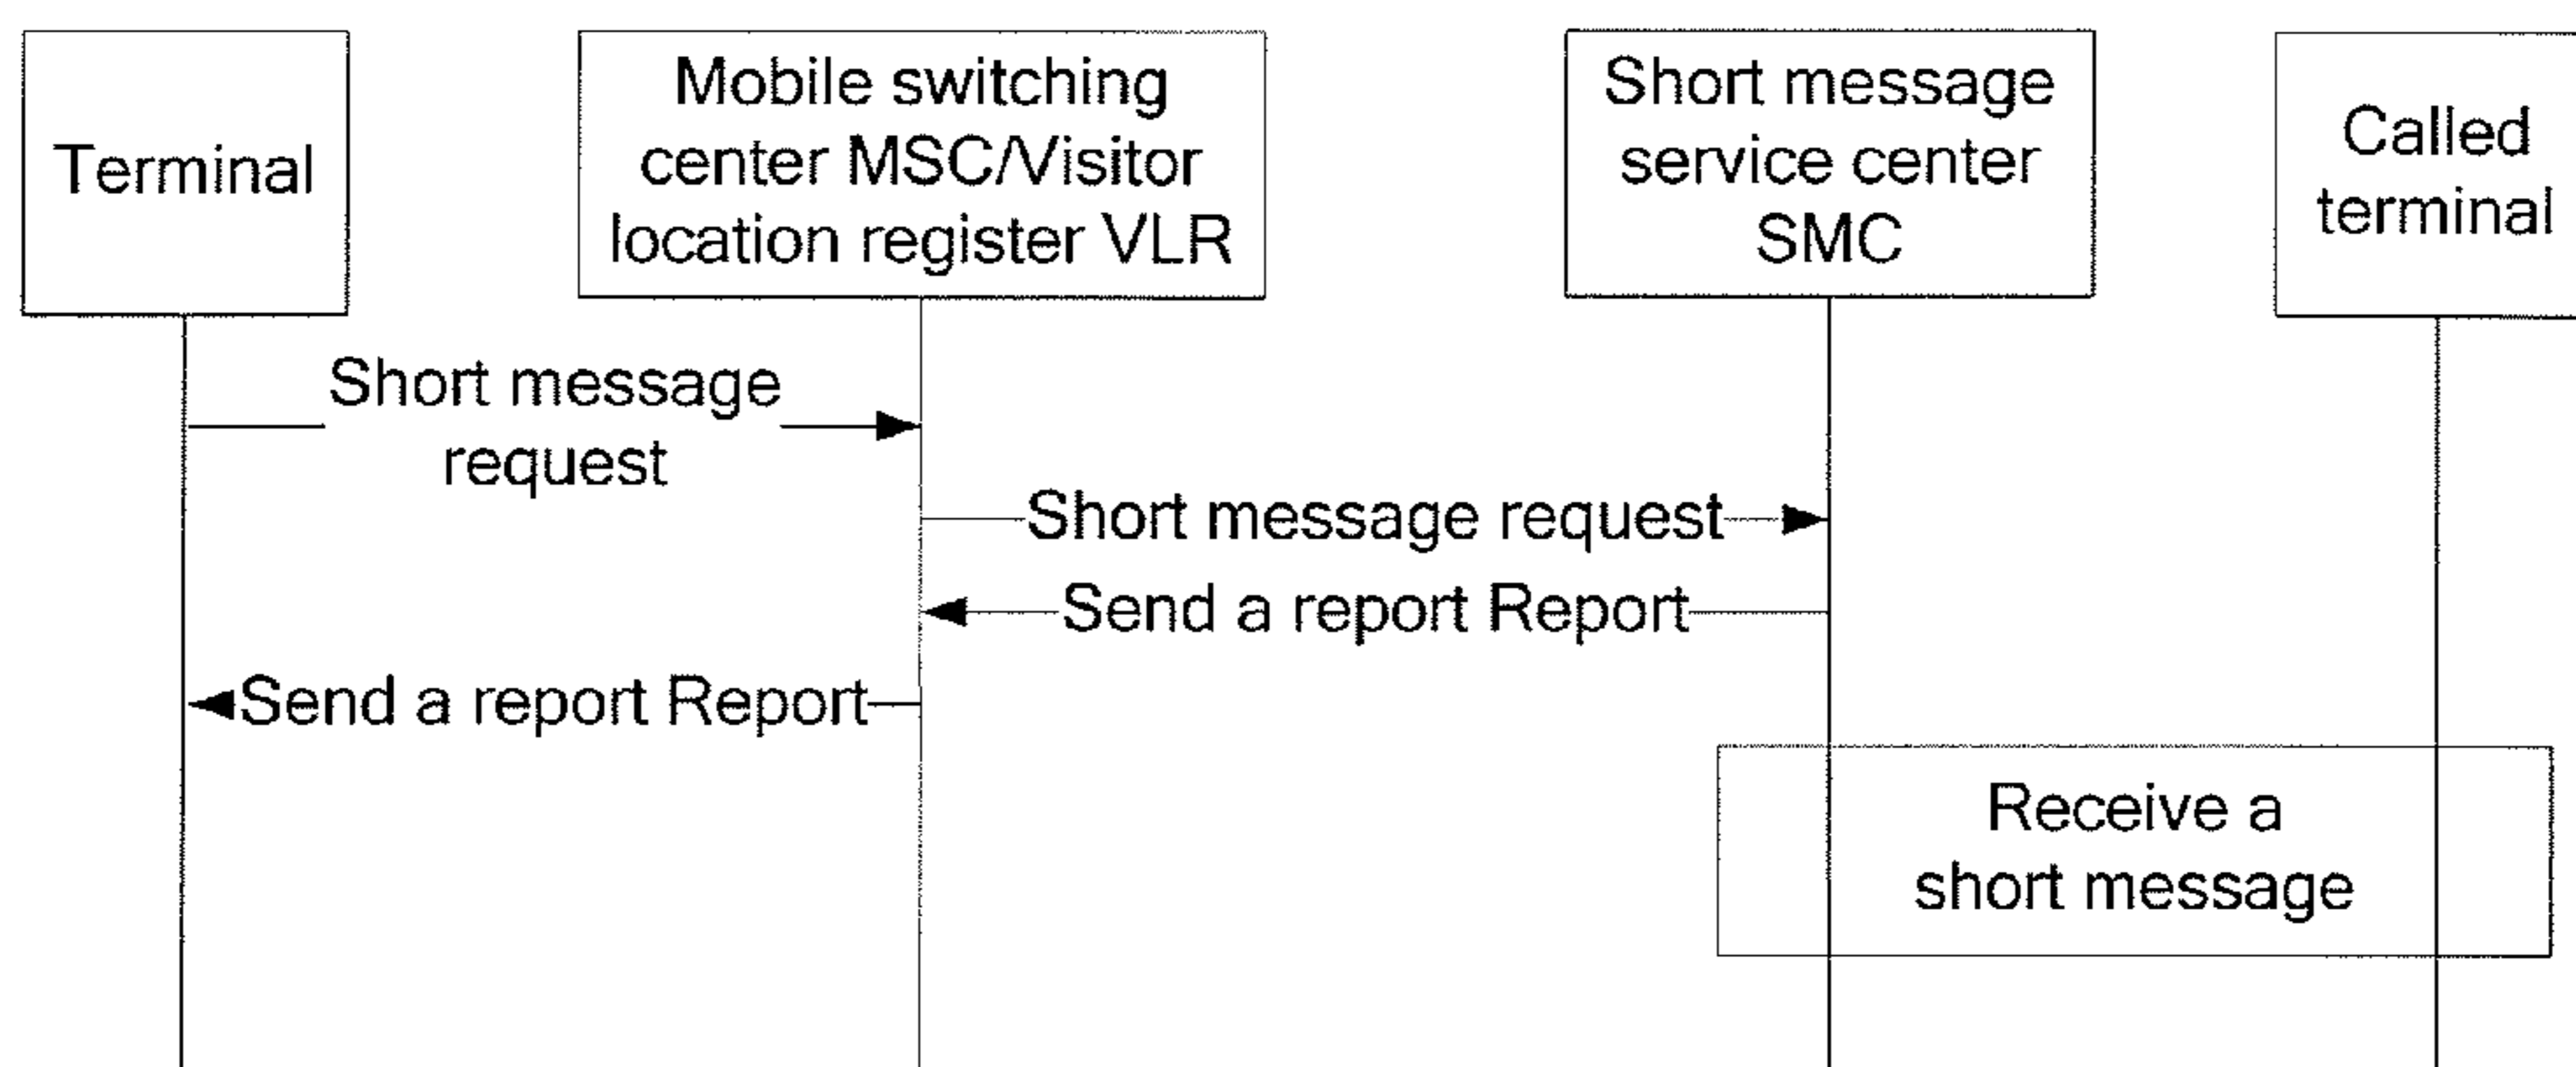 Terminal
Mobile switching
center MSC/Visitor
location register VLR
Short message
service center
SMC
Called
terminal
Short message
request
Short message request
Send a report Report
Send a report Report
Receive a
short message